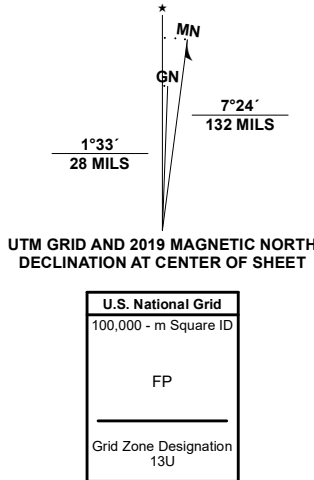 ★
MN
GN
7°24´
132 MILS
1°33´
28 MILS
UTM GRID AND 2019 MAGNETIC NORTH
DECLINATION AT CENTER OF SHEET
U.S. National Grid
100,000 - m Square ID
FP
Grid Zone Designation
13U